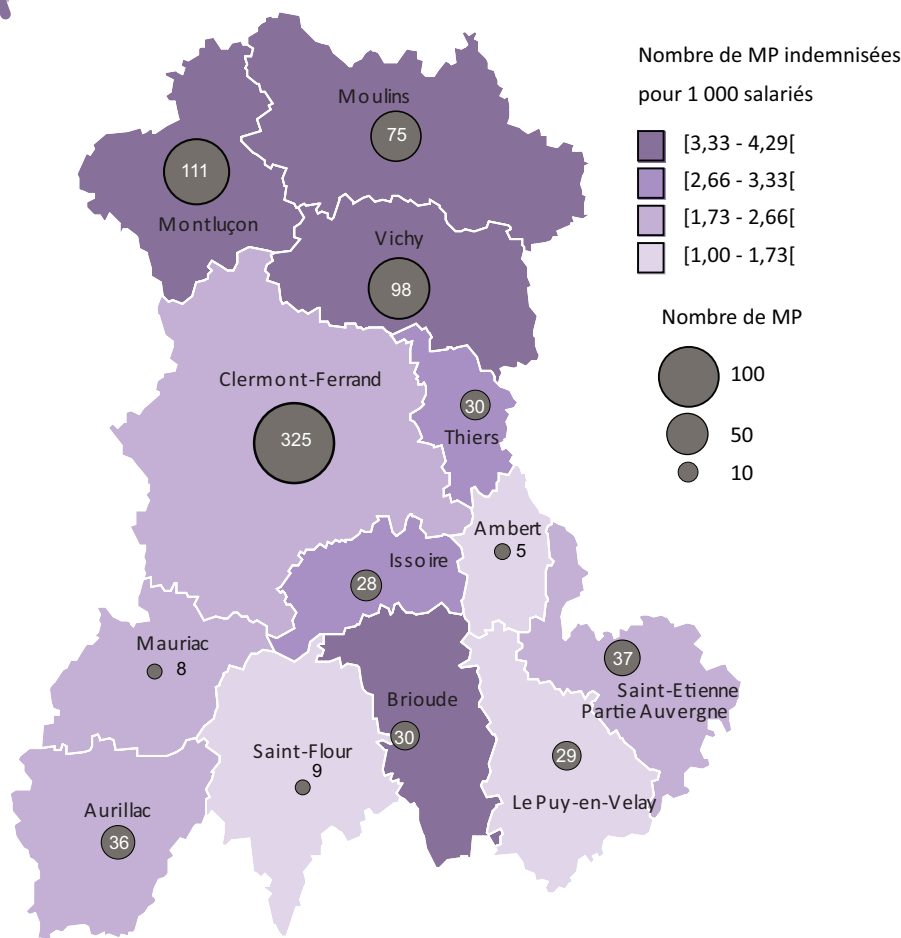 Nombre de MP indemnisées
pour 1 000 salariés
[3,33 - 4,29[
[2,66 - 3,33[
[1,73 - 2,66[
[1,00 - 1,73[
Nombre de MP
100
50
10
Moulins
75
111
Montluçon
Vichy
98
Clermont-Ferrand
325
30
Thiers
Ambert
5
Issoire
28
Mauriac
8
37
Saint-Etienne
Partie Auvergne
Brioude
30
Saint-Flour
9
29
Le Puy-en-Velay
Aurillac
36